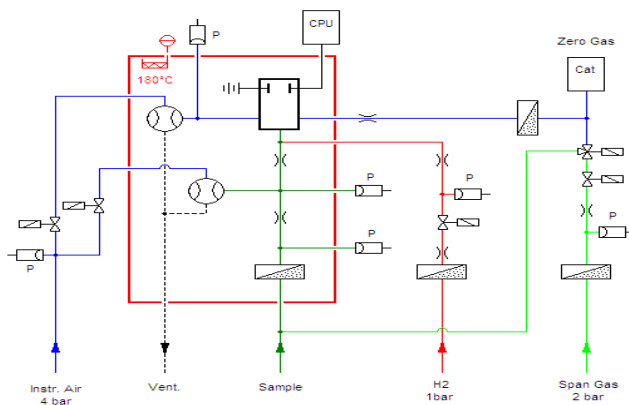 CPU
P
Zero Gas
180°C
Cat
P
P
P
P
P
Instr. Air
4 bar
Vent.
Sample
H2
1bar
Span Gas
2 bar